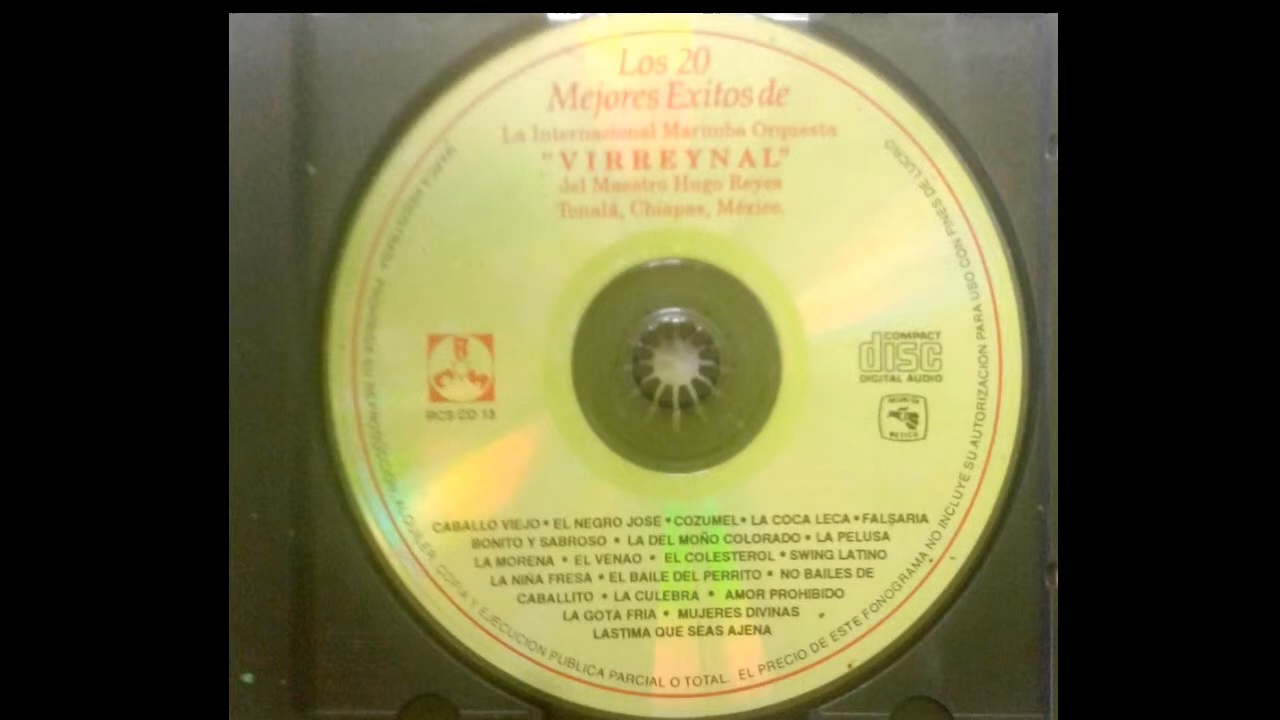 Los 20
Mejores Exitos de
La Internacional Marimba Orquesta
"VIRREYNAL"
del Maestro Hugo Reyes
Tonalá, Chiapas, México.
RCS CD 13
COMPACT
disc
DIGITAL AUDIO
HECHO EN
MEXICO
CABALLO VIEJO • EL NEGRO JOSE • COZUMEL • LA COCA LECA • FALSARIA
BONITO Y SABROSO • LA DEL MOÑO COLORADO • LA PELUSA
LA MORENA • EL VENAO • EL COLESTEROL • SWING LATINO
LA NIÑA FRESA • EL BAILE DEL PERRITO • NO BAILES DE
CABALLITO • LA CULEBRA • AMOR PROHIBIDO
LA GOTA FRIA • MUJERES DIVINAS •
LASTIMA QUE SEAS AJENA
ALQUILER, COPIA Y EJECUCION PUBLICA PARCIAL O TOTAL. EL PRECIO DE ESTE FONOGRAMA NO INCLUYE SU AUTORIZACION PARA USO CON FINES DE LUCRO